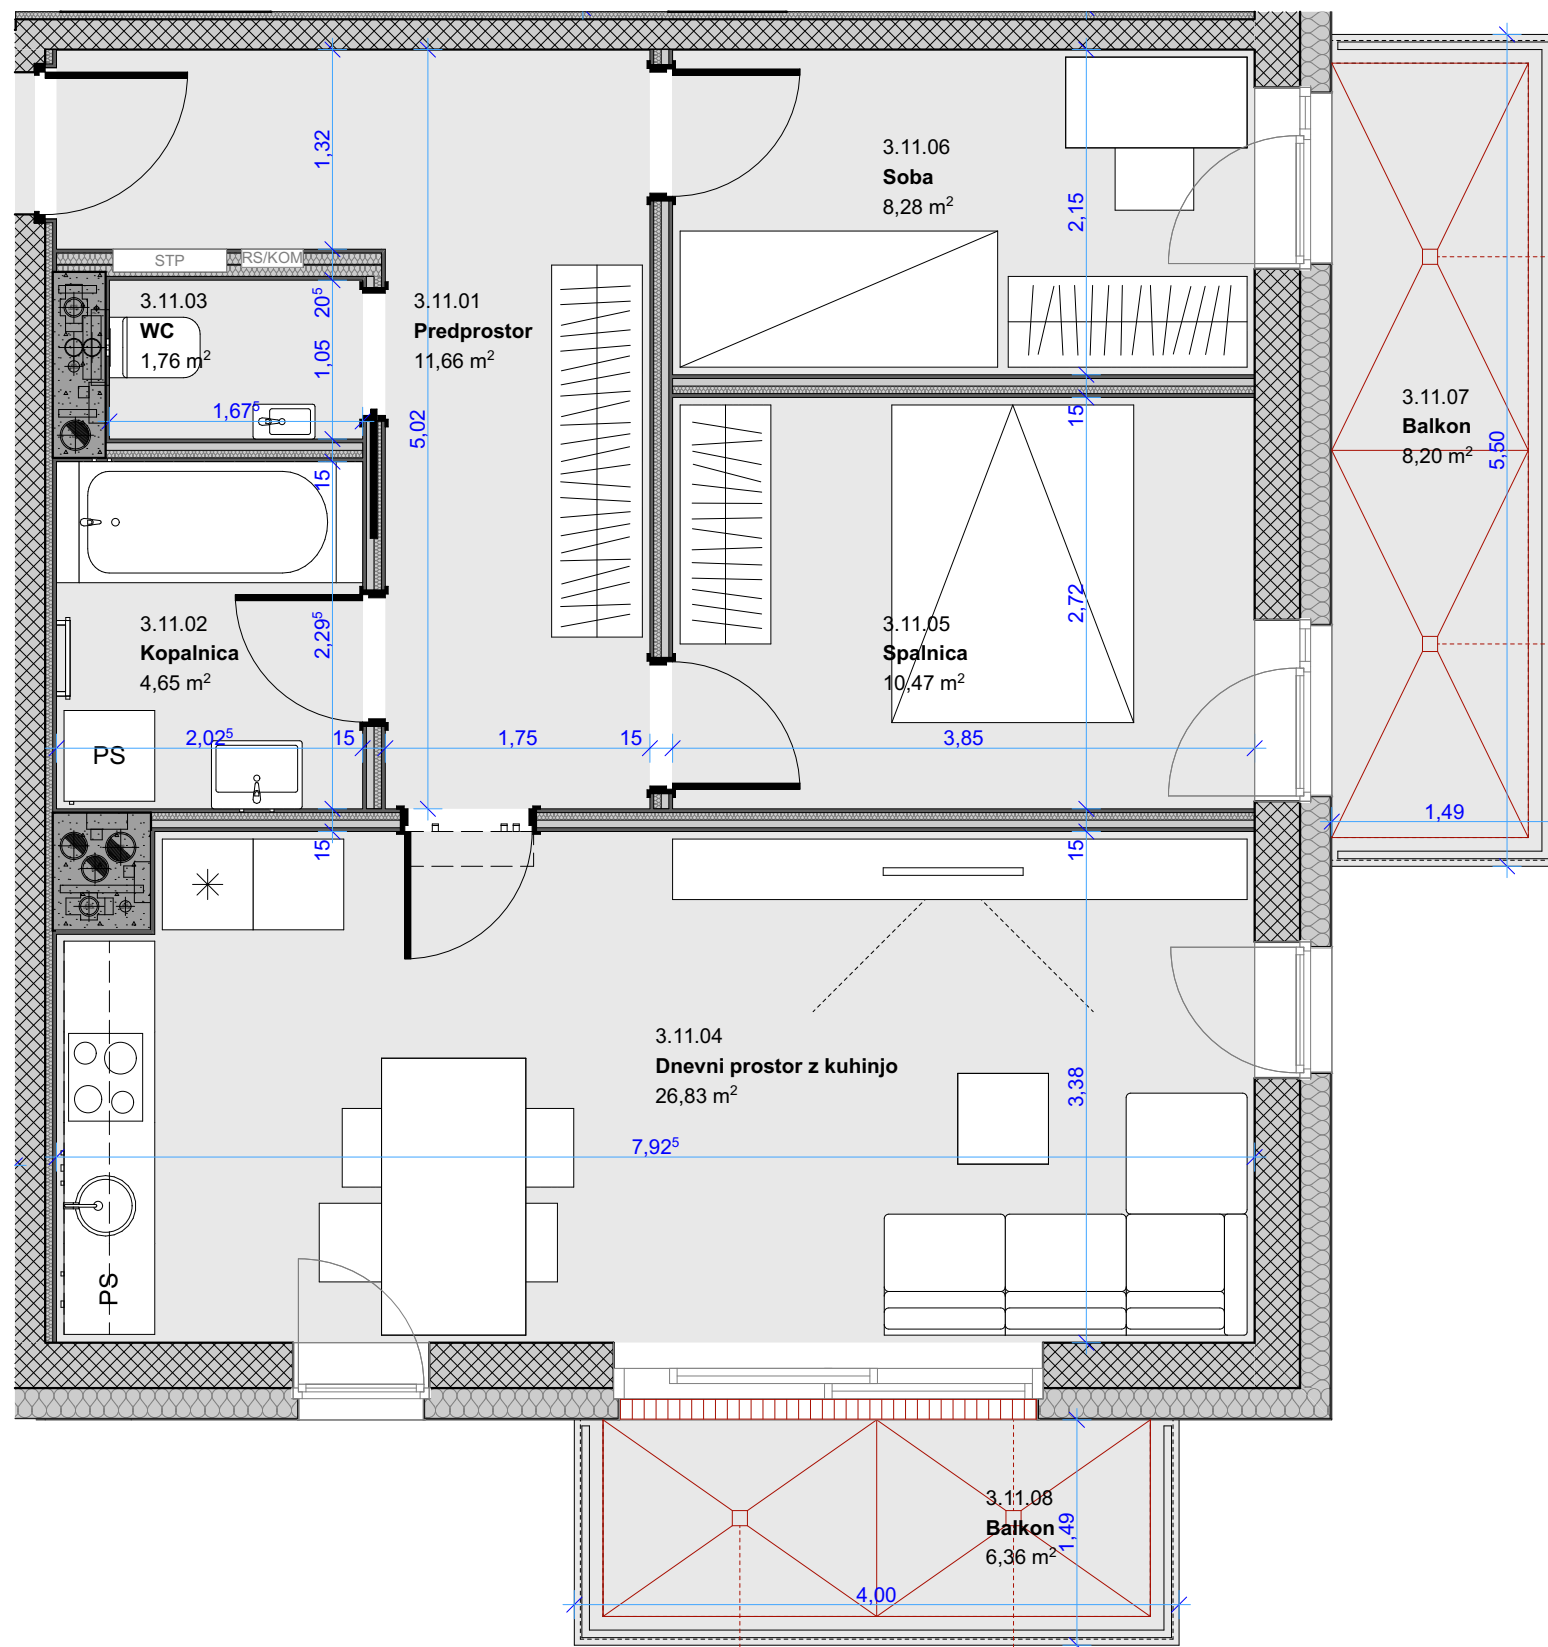 1,32
3.11.06
Soba
8,28 m²
2,15
STP
RS/KOM
3.11.03
WC
1,76 m²
20⁵
1,05
1,67⁵
3.11.01
Predprostor
11,66 m²
5,02
15
15
3.11.07
Balkon
8,20 m²
5,50
3.11.02
Kopalnica
4,65 m²
2,29⁵
2,72
3.11.05
Spalnica
10,47 m²
PS
2,02⁵
15
1,75
15
3,85
1,49
15
15
3.11.04
Dnevni prostor z kuhinjo
26,83 m²
3,38
7,92⁵
PS
3.11.08
Balkon
6,36 m²
1,49
4,00